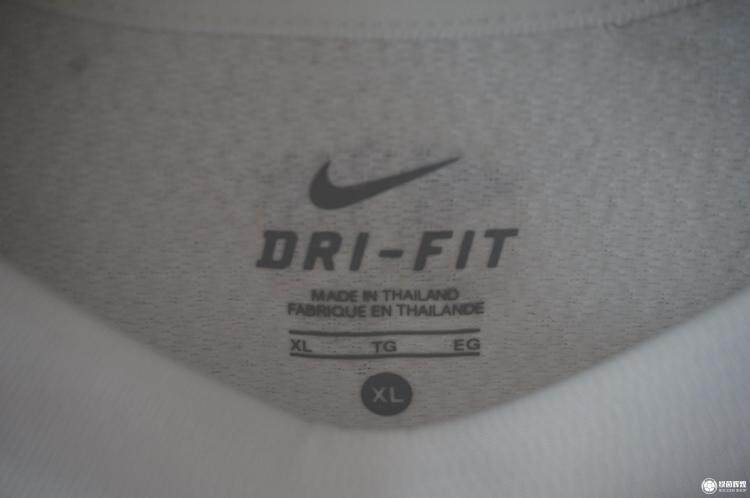 DRI-FIT
MADE IN THAILAND
FABRIQUE EN THAILANDE
XL TG EG
XL